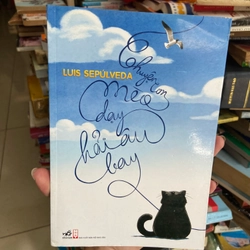 LUIS SEPÚLVEDA
Chuyện con
mèo
dạy
hải âu
bay